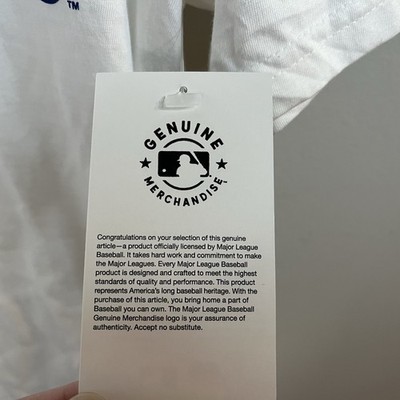 TM
GENUINE
MERCHANDISE
Congratulations on your selection of this genuine
article—a product officially licensed by Major League
Baseball. It takes hard work and commitment to make
the Major Leagues. Every Major League Baseball
product is designed and crafted to meet the highest
standards of quality and performance. This product
represents America's long baseball heritage. With the
purchase of this article, you bring home a part of
Baseball you can own. The Major League Baseball
Genuine Merchandise logo is your assurance of
authenticity. Accept no substitute.